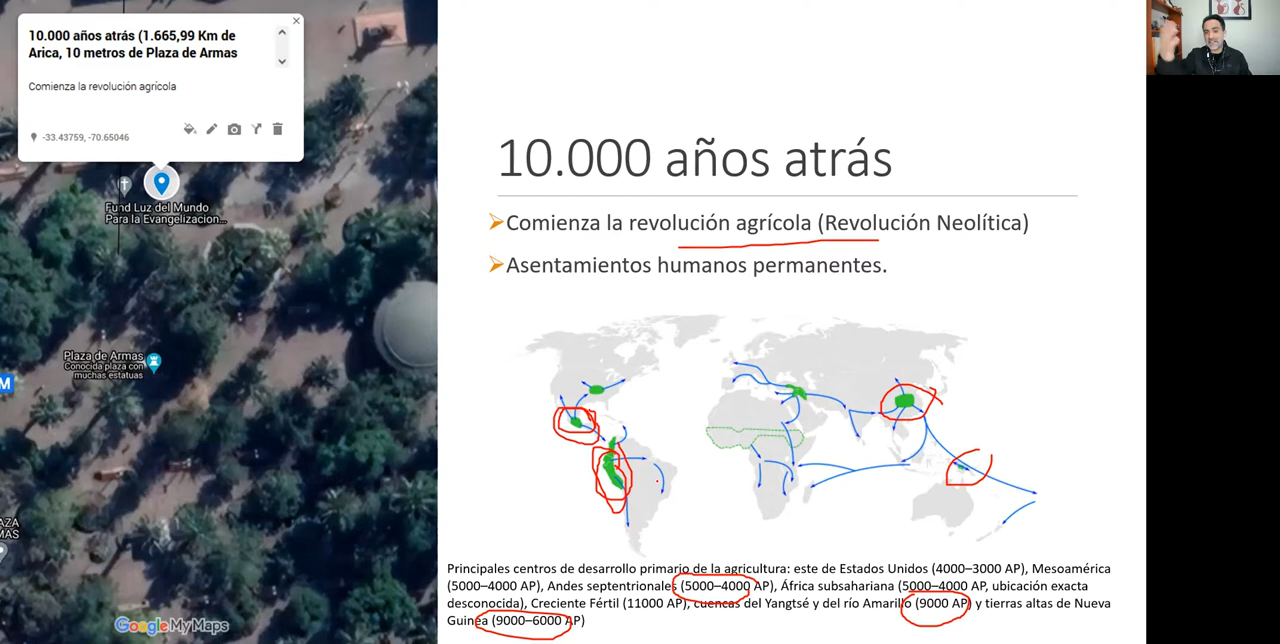 10.000 años atrás (1.665,99 Km de
Arica, 10 metros de Plaza de Armas
Comienza la revolución agrícola
-33.43759, -70.65046
Fund Luz del Mundo
Para la Evangelizacion...
Plaza de Armas
Conocida plaza con
muchas estatuas
M
AZA
MAS
Google My Maps
10.000 años atrás
Comienza la revolución agrícola (Revolución Neolítica)
Asentamientos humanos permanentes.
Principales centros de desarrollo primario de la agricultura: este de Estados Unidos (4000–3000 AP), Mesoamérica
(5000–4000 AP), Andes septentrionales (5000–4000 AP), África subsahariana (5000–4000 AP, ubicación exacta
desconocida), Creciente Fértil (11000 AP), cuencas del Yangtsé y del río Amarillo (9000 AP) y tierras altas de Nueva
Guinea (9000–6000 AP)